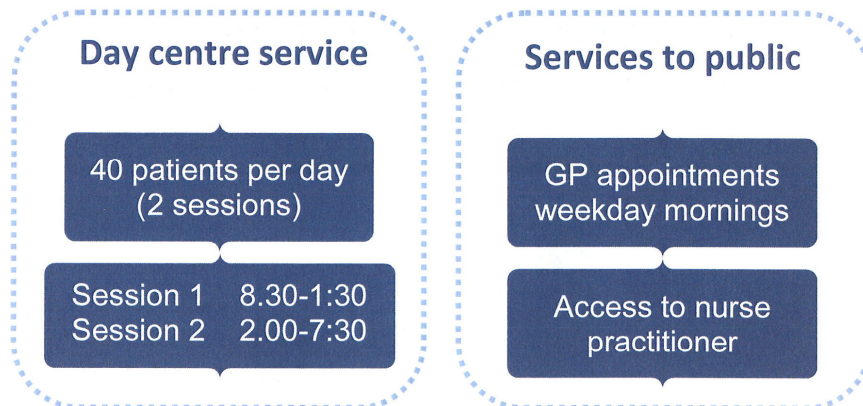 Day centre service
40 patients per day
(2 sessions)
Session 1 8.30-1:30
Session 2 2.00-7:30
Services to public
GP appointments
weekday mornings
Access to nurse
practitioner